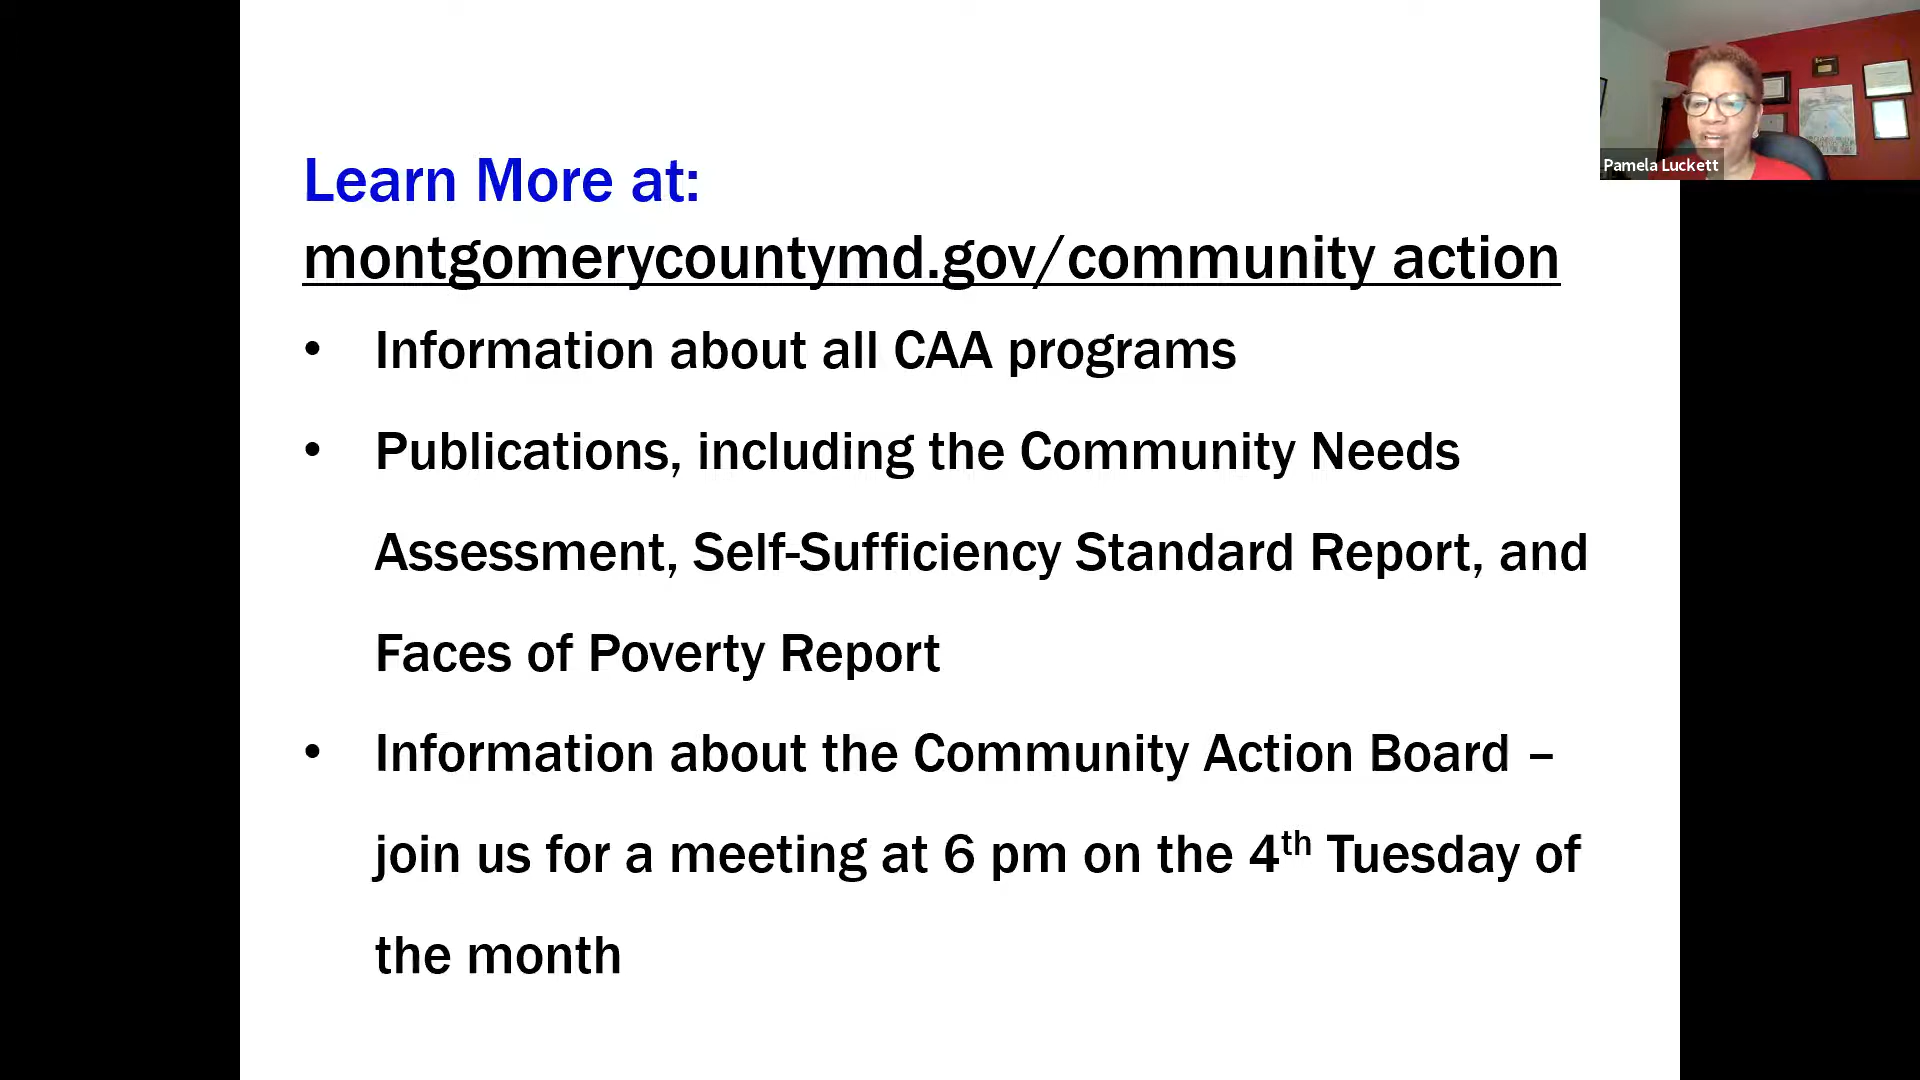 Learn More at:
montgomerycountymd.gov/community action
• Information about all CAA programs
• Publications, including the Community Needs
Assessment, Self-Sufficiency Standard Report, and
Faces of Poverty Report
• Information about the Community Action Board –
join us for a meeting at 6 pm on the 4th Tuesday of
the month
Pamela Luckett